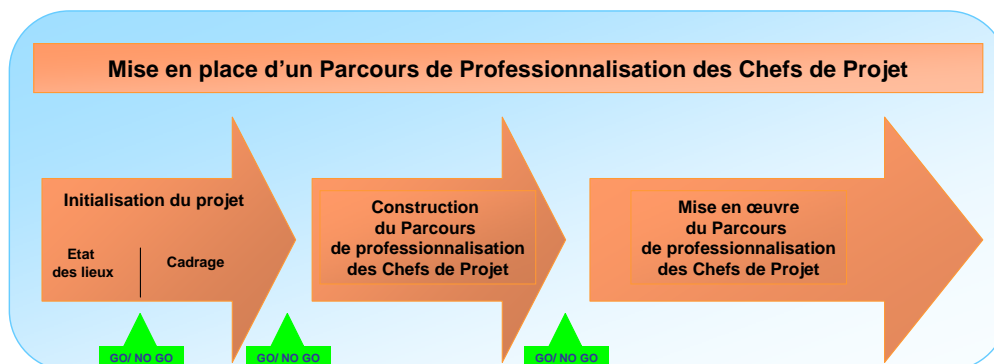 Mise en place d'un Parcours de Professionnalisation des Chefs de Projet
Initialisation du projet
Etat
des lieux
Cadrage
Construction
du Parcours
de professionnalisation
des Chefs de Projet
Mise en œuvre
du Parcours
de professionnalisation
des Chefs de Projet
GO/ NO GO
GO/ NO GO
GO/ NO GO